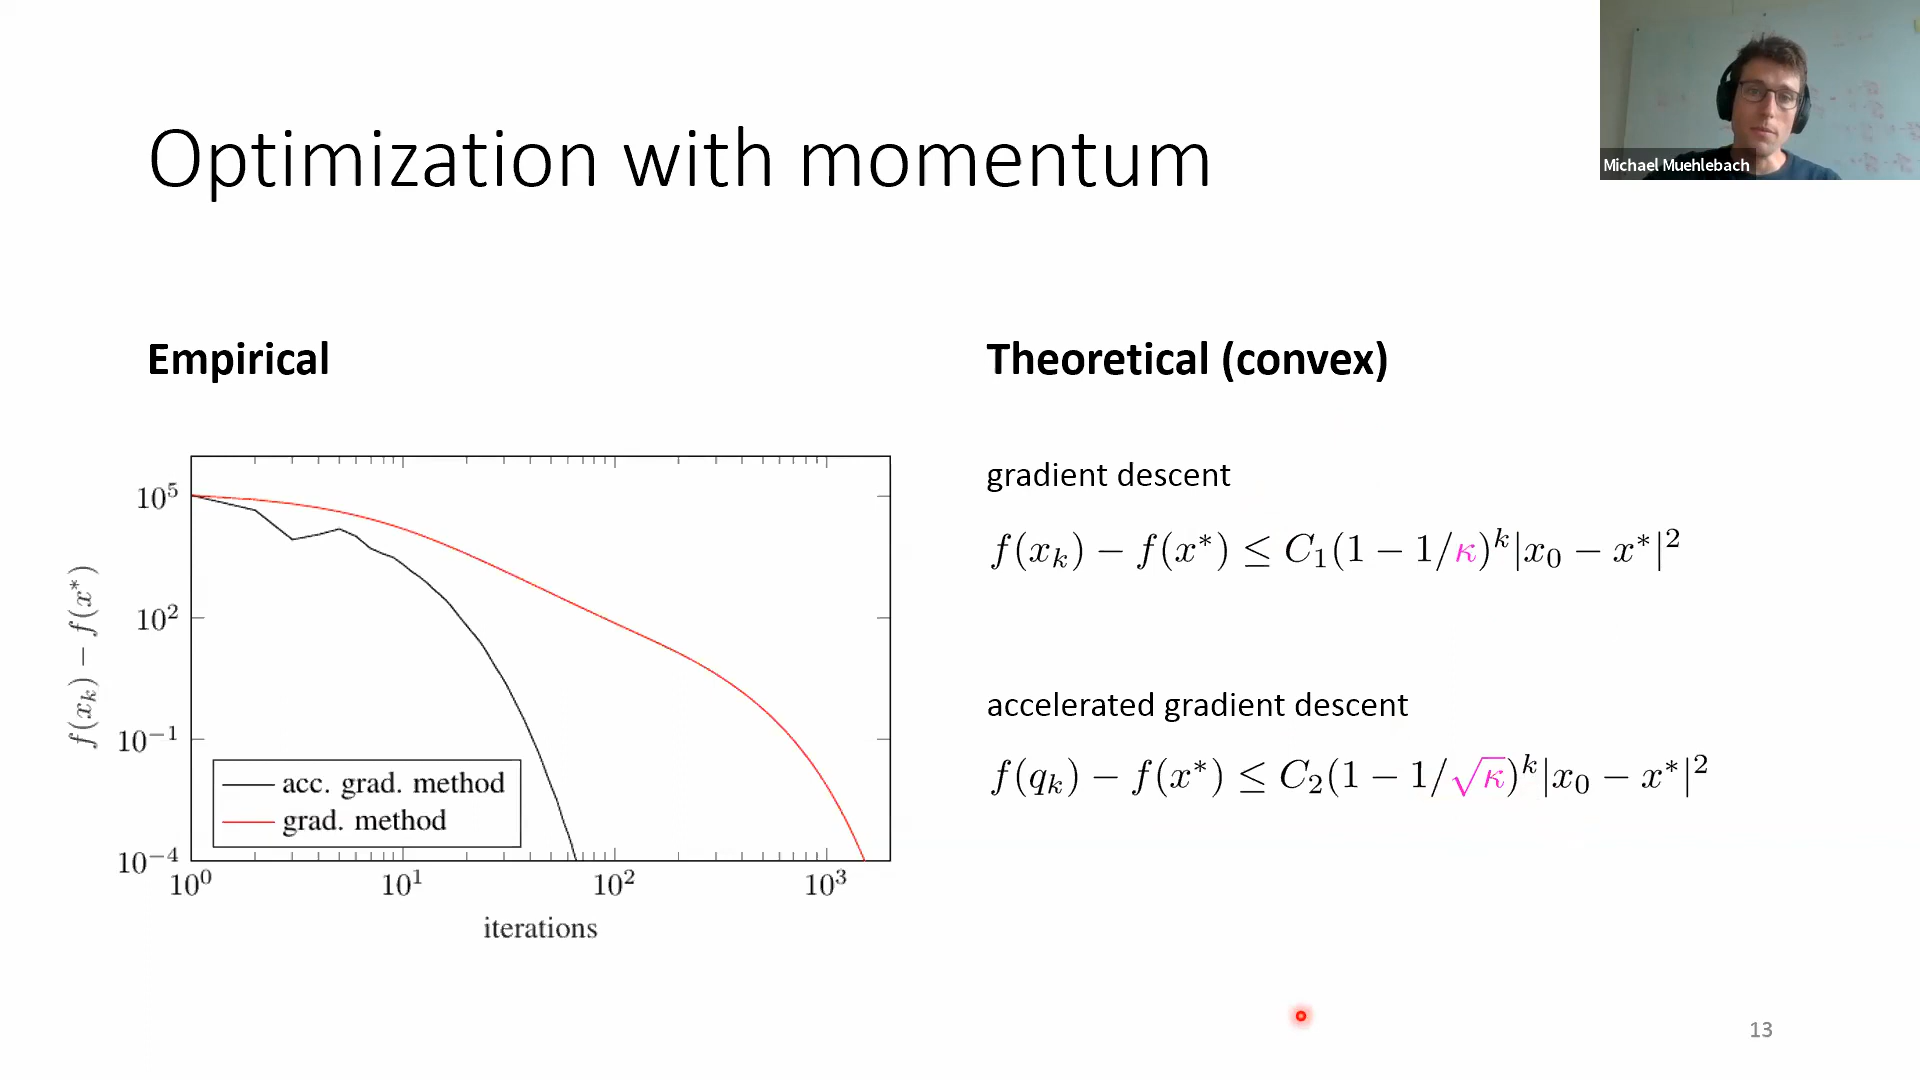 Michael Muehlebach
Optimization with momentum
Empirical
Theoretical (convex)
f(x_k) − f(x*)
10^5
10^2
10^−1
10^−4
10^0
10^1
10^2
10^3
acc. grad. method
grad. method
iterations
gradient descent
f(x_k) − f(x*) ≤ C_1(1 − 1/κ)^k|x_0 − x*|^2
accelerated gradient descent
f(q_k) − f(x*) ≤ C_2(1 − 1/√κ)^k|x_0 − x*|^2
13